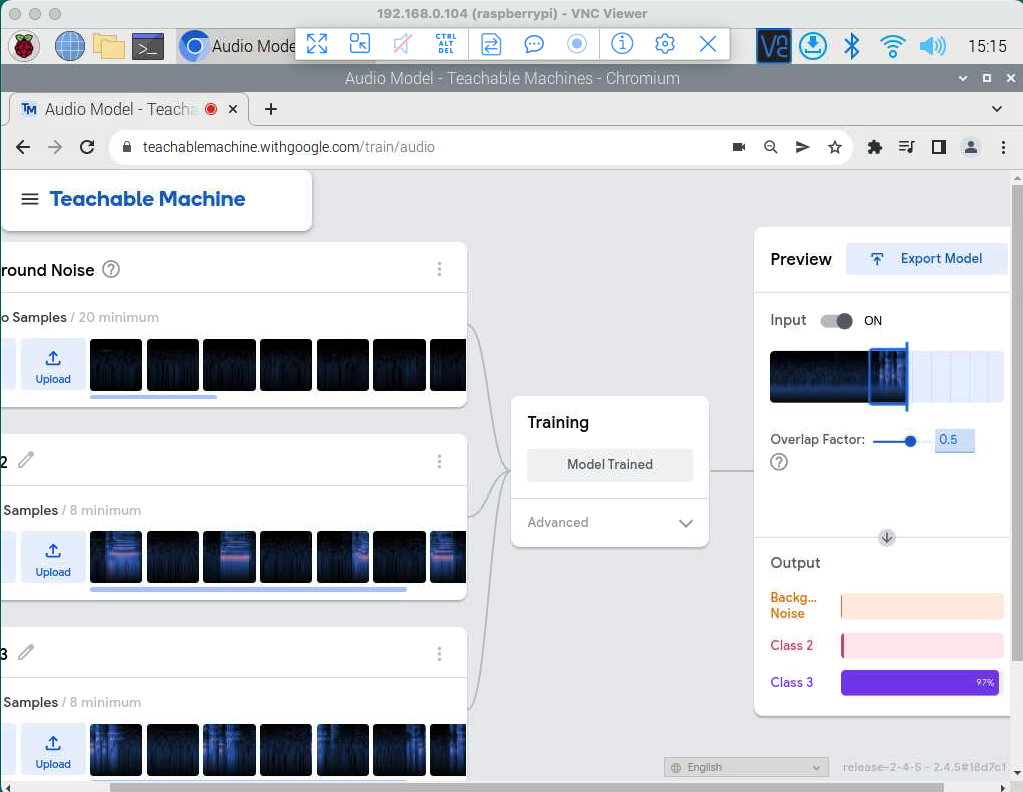 192.168.0.104 (raspberrypi) - VNC Viewer
Audio Mode
CTRL
ALT
DEL
15:15
Audio Model - Teachable Machines - Chromium
TM Audio Model - Teacha
teachablemachine.withgoogle.com/train/audio
Teachable Machine
round Noise
o Samples / 20 minimum
Upload
2
Samples / 8 minimum
Upload
3
Samples / 8 minimum
Upload
Training
Model Trained
Advanced
Preview
Export Model
Input
ON
Overlap Factor:
0.5
Output
Backg...
Noise
Class 2
Class 3
97%
English
release-2-4-5 - 2.4.5#18d7c1